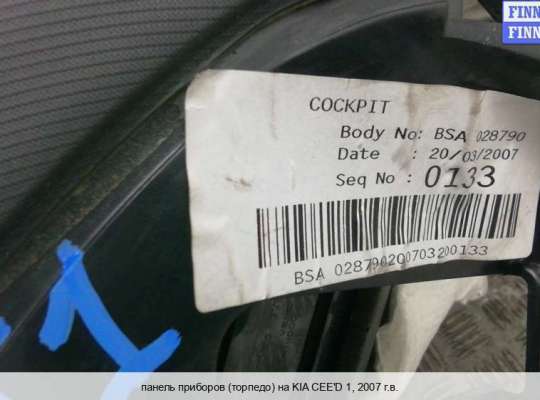 FINN
FINN
COCKPIT
Body No: BSA 028790
Date : 20/03/2007
Seq No : 0133
BSA 028790200703200133
1
панель приборов (торпедо) на KIA CEE'D 1, 2007 г.в.